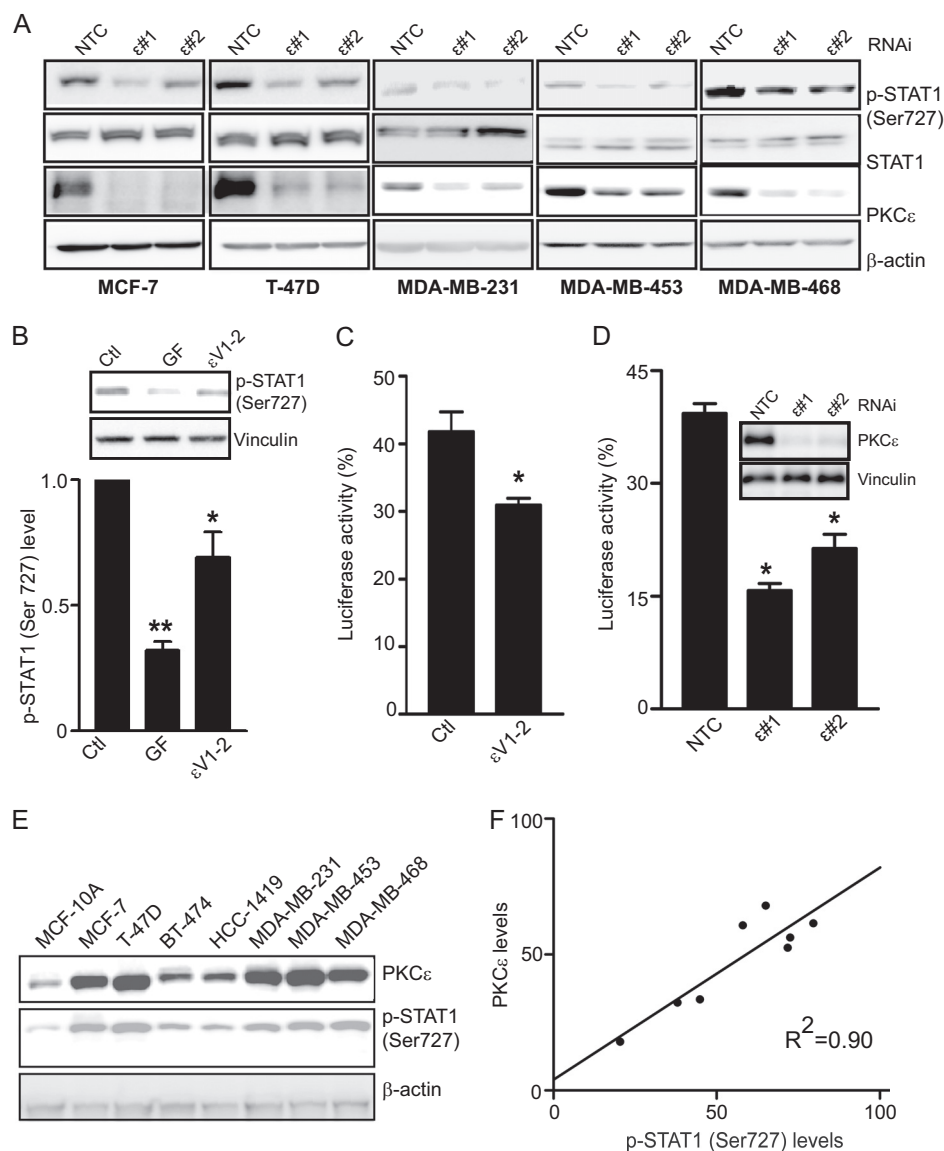 A
NTC ε#1 ε#2 NTC ε#1 ε#2 NTC ε#1 ε#2 NTC ε#1 ε#2 NTC ε#1 ε#2 RNAi
p-STAT1
(Ser727)
STAT1
PKCε
β-actin
MCF-7 T-47D MDA-MB-231 MDA-MB-453 MDA-MB-468
B
Ctl GF εV1-2
p-STAT1
(Ser727)
Vinculin
p-STAT1 (Ser 727) level
1.0
0.5
0
**
*
Ctl GF εV1-2
C
Luciferase activity (%)
50
40
30
20
10
0
*
Ctl εV1-2
D
Luciferase activity (%)
45
30
15
0
NTC ε#1 ε#2 RNAi
PKCε
Vinculin
*
*
NTC ε#1 ε#2
E
MCF-10A MCF-7 T-47D BT-474 HCC-1419 MDA-MB-231 MDA-MB-453 MDA-MB-468
PKCε
p-STAT1
(Ser727)
β-actin
F
PKCε levels
100
50
0
R2=0.90
0 50 100
p-STAT1 (Ser727) levels